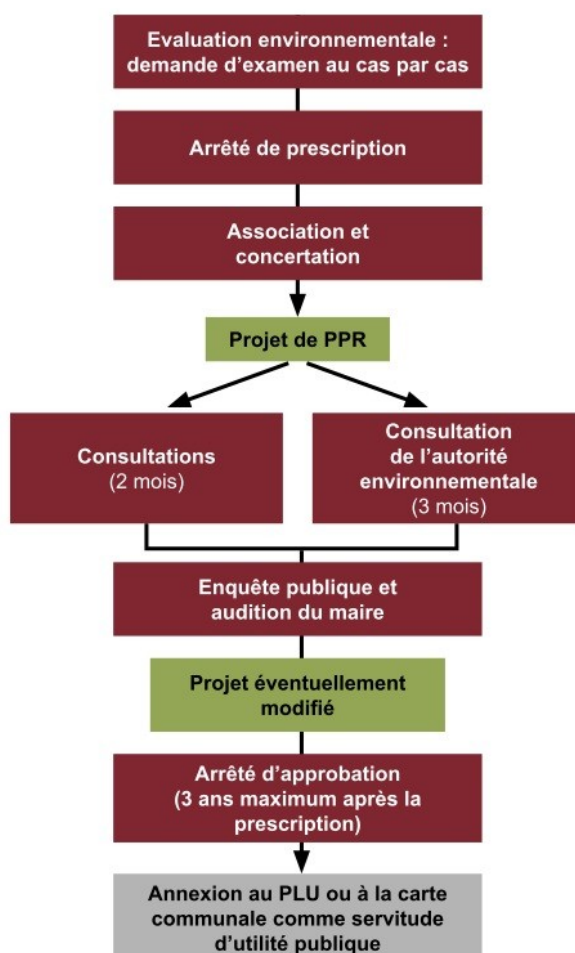 Evaluation environnementale :
demande d’examen au cas par cas
Arrêté de prescription
Association et
concertation
Projet de PPR
Consultations
(2 mois)
Consultation
de l’autorité
environnementale
(3 mois)
Enquête publique et
audition du maire
Projet éventuellement
modifié
Arrêté d’approbation
(3 ans maximum après la
prescription)
Annexion au PLU ou à la carte
communale comme servitude
d’utilité publique